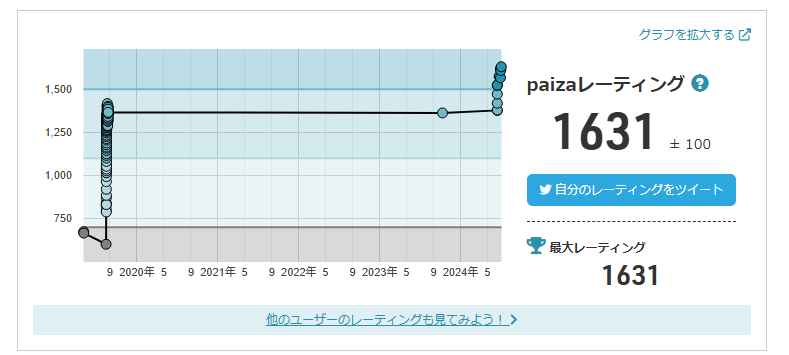 グラフを拡大する
paizaレーティング ?
1631 ± 100
自分のレーティングをツイート
最大レーティング
1631
1,500
1,250
1,000
750
9 2020年 5 9 2021年 5 9 2022年 5 9 2023年 5 9 2024年 5
他のユーザーのレーティングも見てみよう！